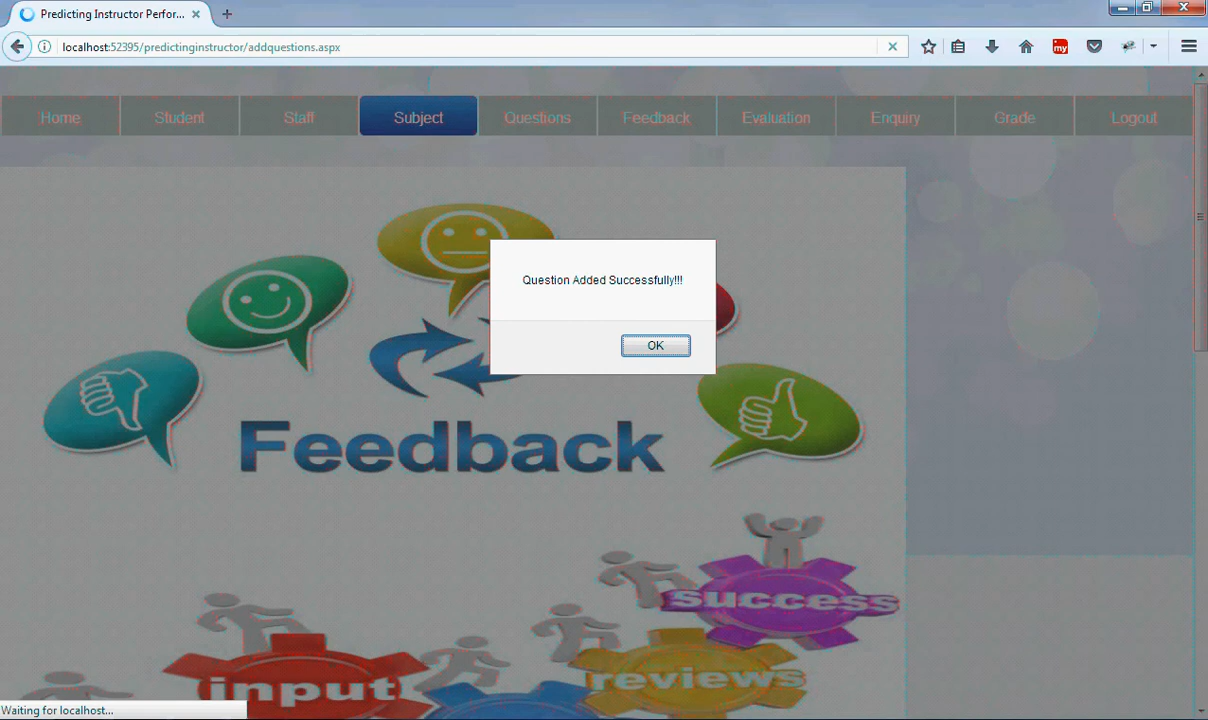 Predicting Instructor Perfor...
localhost:52395/predictinginstructor/addquestions.aspx
my
Home Student Staff Subject Questions Feedback Evaluation Enquiry Grade Logout
Question Added Successfully!!!
OK
Feedback
success
reviews
input
Waiting for localhost...